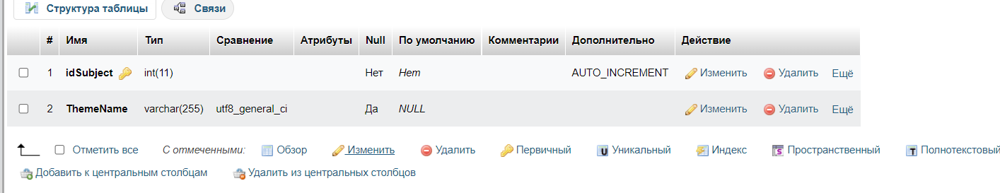 Структура таблицы Связи
# Имя Тип Сравнение Атрибуты Null По умолчанию Комментарии Дополнительно Действие
1 idSubject int(11) Нет Нет AUTO_INCREMENT Изменить Удалить Ещё
2 ThemeName varchar(255) utf8_general_ci Да NULL Изменить Удалить Ещё
Отметить все С отмеченными: Обзор Изменить Удалить Первичный Уникальный Индекс Пространственный Полнотекстовый
Добавить к центральным столбцам Удалить из центральных столбцов